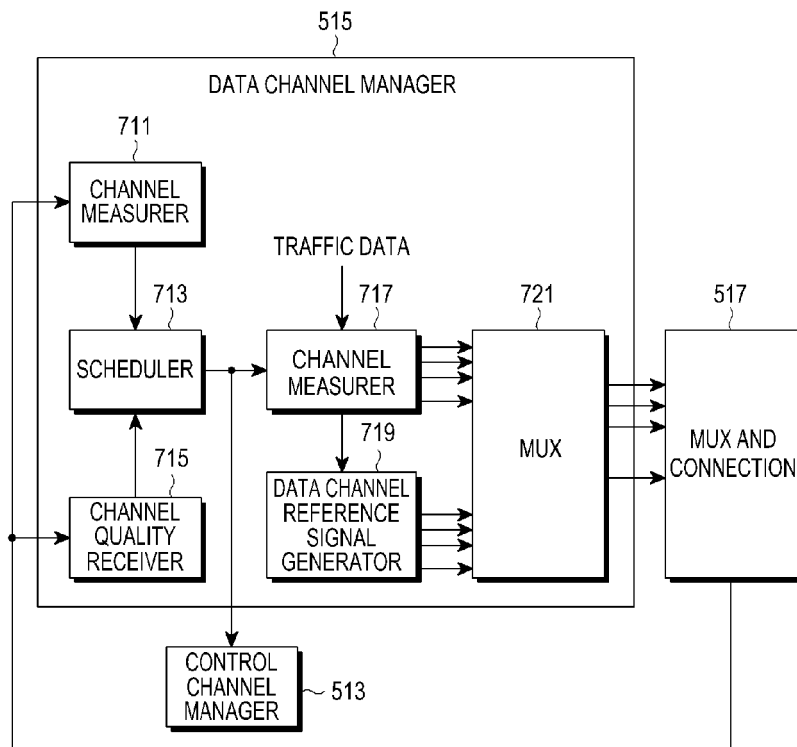 515
DATA CHANNEL MANAGER
711
CHANNEL
MEASURER
TRAFFIC DATA
713
SCHEDULER
717
CHANNEL
MEASURER
721
MUX
517
MUX AND
CONNECTION
715
CHANNEL
QUALITY
RECEIVER
719
DATA CHANNEL
REFERENCE
SIGNAL
GENERATOR
CONTROL
CHANNEL
MANAGER
513